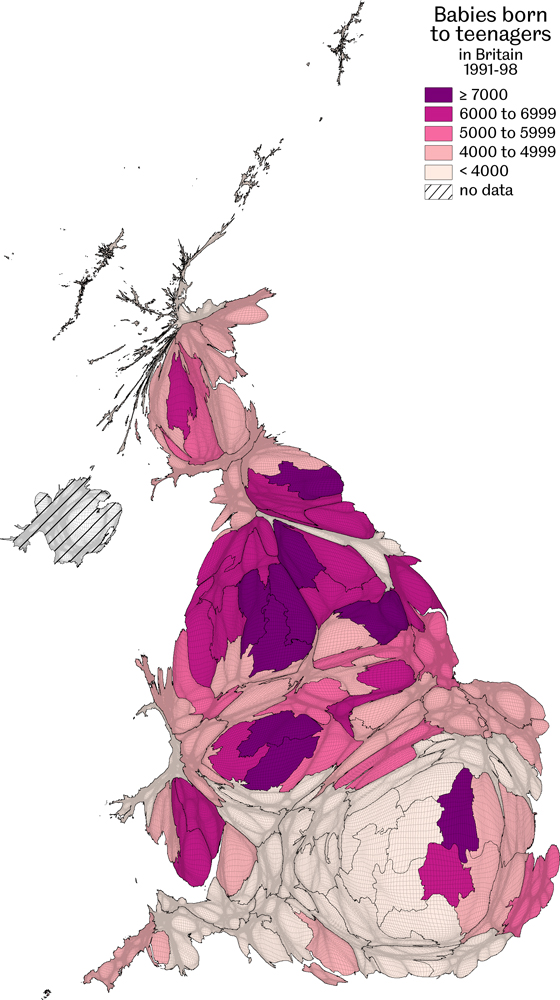 Babies born
to teenagers
in Britain
1991-98
≥ 7000
6000 to 6999
5000 to 5999
4000 to 4999
< 4000
no data